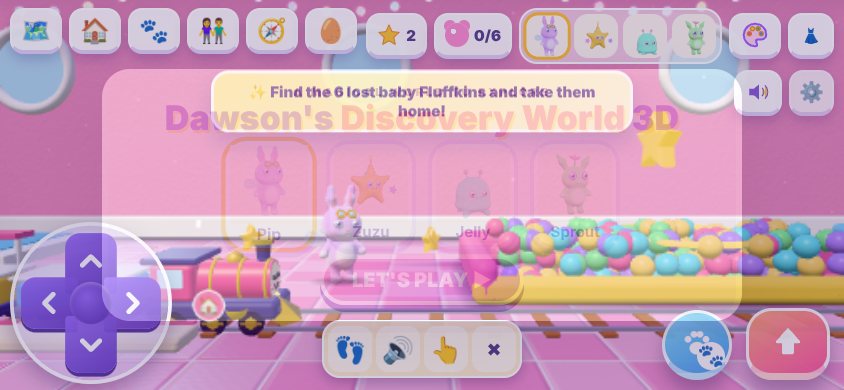 2
0/6
✨ Find the 6 lost baby Fluffkins and take them
home!
Dawson's Discovery World 3D
Pip
Zuzu
Jelly
Sprout
LET'S PLAY ▶